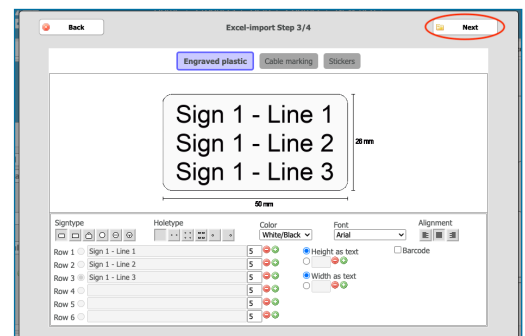 Back Excel-import Step 3/4 Next
Engraved plastic Cable marking Stickers
Sign 1 - Line 1
Sign 1 - Line 2
Sign 1 - Line 3
26 mm
50 mm
Signtype Holetype Color Font Alignment
White/Black Arial
Row 1 Sign 1 - Line 1 5 Height as text Barcode
Row 2 Sign 1 - Line 2 5
Row 3 Sign 1 - Line 3 5 Width as text
Row 4 5
Row 5 5
Row 6 5